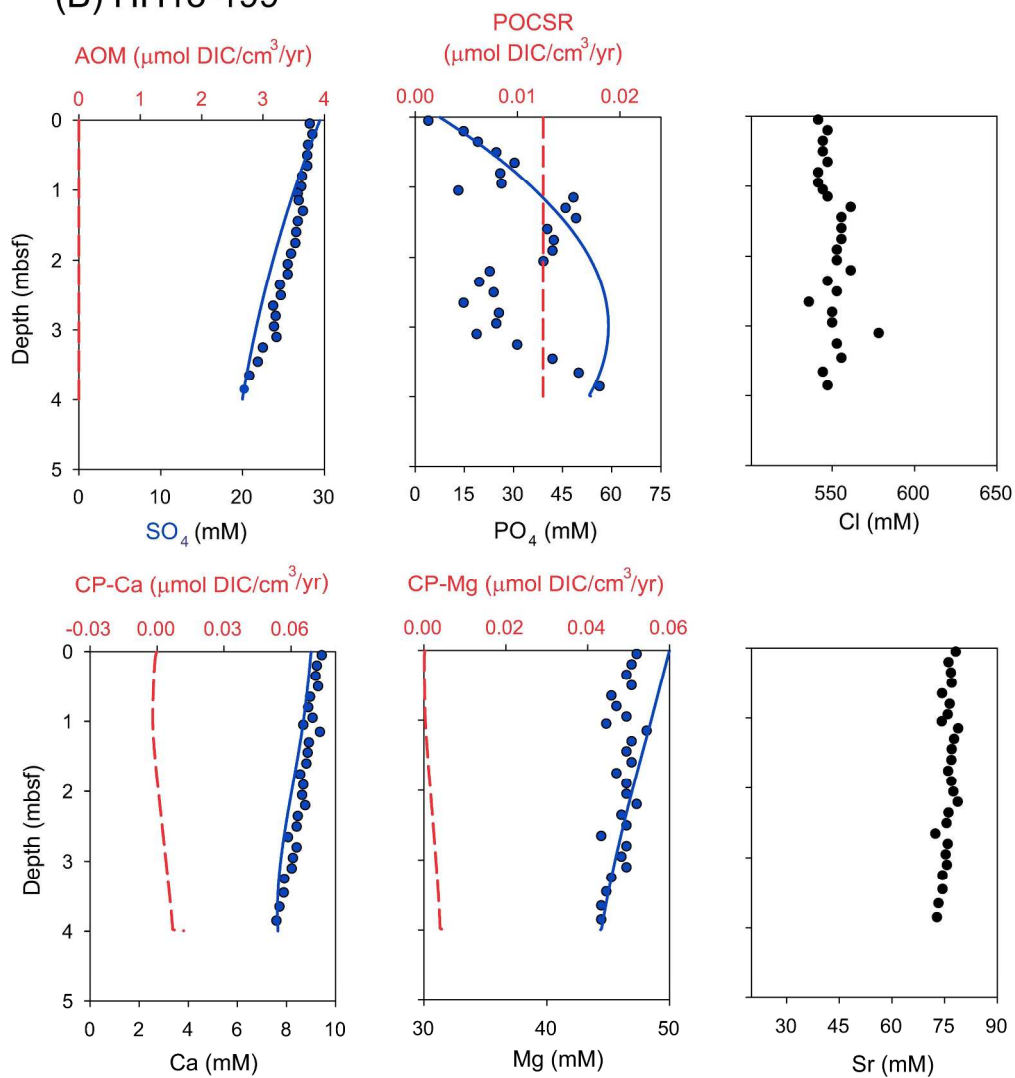 (B)
AOM (μmol DIC/cm³/yr)
0 1 2 3 4
Depth (mbsf)
0
1
2
3
4
5
0 10 20 30
SO₄ (mM)
POCSR
(μmol DIC/cm³/yr)
0.00 0.01 0.02
0 15 30 45 60 75
PO₄ (mM)
550 600 650
Cl (mM)
CP-Ca (μmol DIC/cm³/yr)
-0.03 0.00 0.03 0.06
Depth (mbsf)
0
1
2
3
4
5
0 2 4 6 8 10
Ca (mM)
CP-Mg (μmol DIC/cm³/yr)
0.00 0.02 0.04 0.06
30 40 50
Mg (mM)
30 45 60 75 90
Sr (mM)